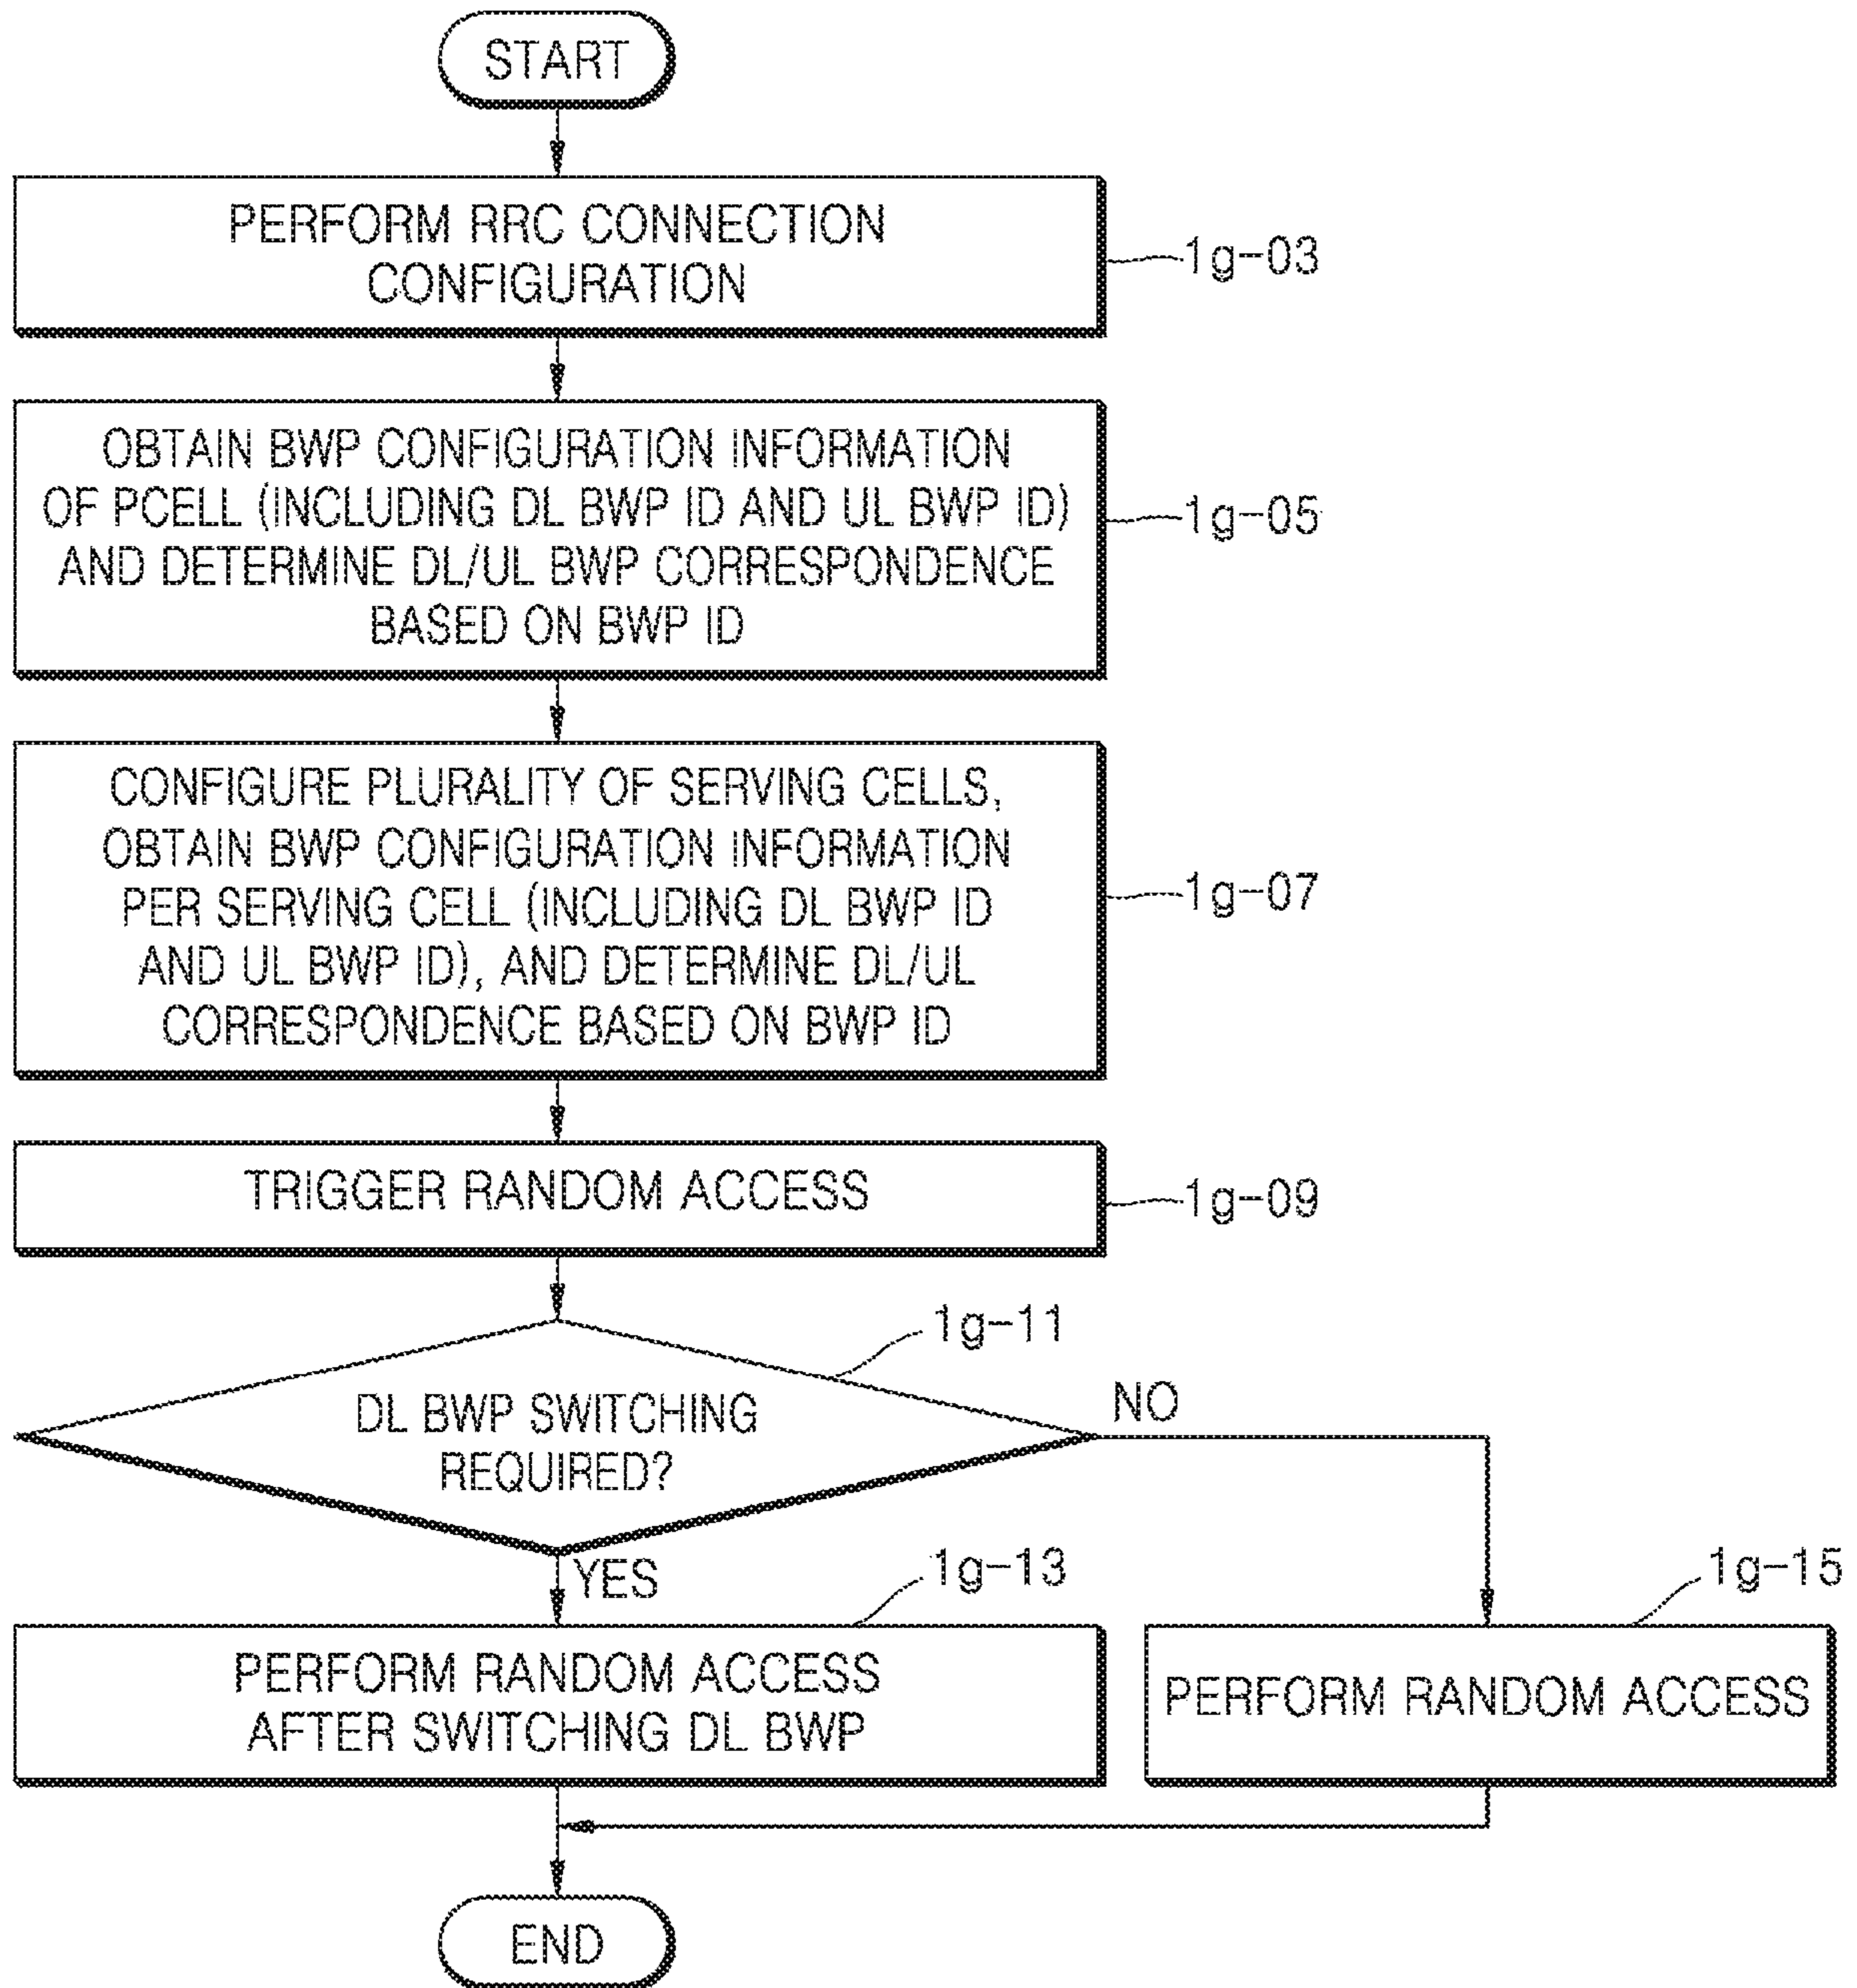 START
PERFORM RRC CONNECTION
CONFIGURATION
1g-03
OBTAIN BWP CONFIGURATION INFORMATION
OF PCELL (INCLUDING DL BWP ID AND UL BWP ID)
AND DETERMINE DL/UL BWP CORRESPONDENCE
BASED ON BWP ID
1g-05
CONFIGURE PLURALITY OF SERVING CELLS,
OBTAIN BWP CONFIGURATION INFORMATION
PER SERVING CELL (INCLUDING DL BWP ID
AND UL BWP ID), AND DETERMINE DL/UL
CORRESPONDENCE BASED ON BWP ID
1g-07
TRIGGER RANDOM ACCESS
1g-09
1g-11
DL BWP SWITCHING
REQUIRED?
NO
YES
1g-13
PERFORM RANDOM ACCESS
AFTER SWITCHING DL BWP
1g-15
PERFORM RANDOM ACCESS
END